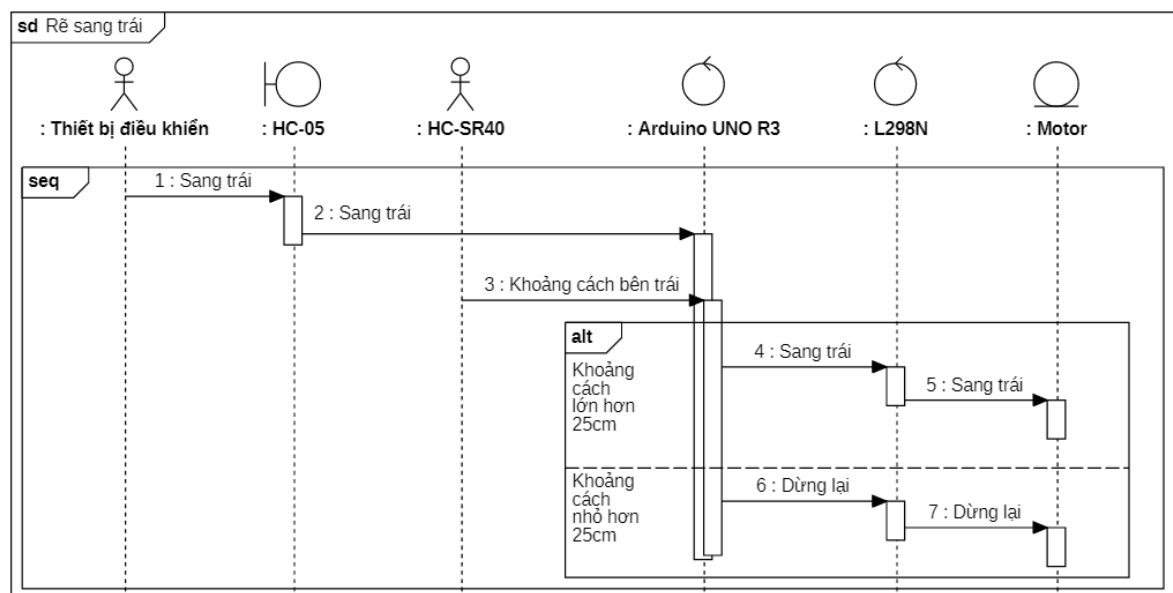 sd Rẽ sang trái
: Thiết bị điều khiển
: HC-05
: HC-SR40
: Arduino UNO R3
: L298N
: Motor
seq
1 : Sang trái
2 : Sang trái
3 : Khoảng cách bên trái
alt
Khoảng
cách
lớn hơn
25cm
4 : Sang trái
5 : Sang trái
Khoảng
cách
nhỏ hơn
25cm
6 : Dừng lại
7 : Dừng lại